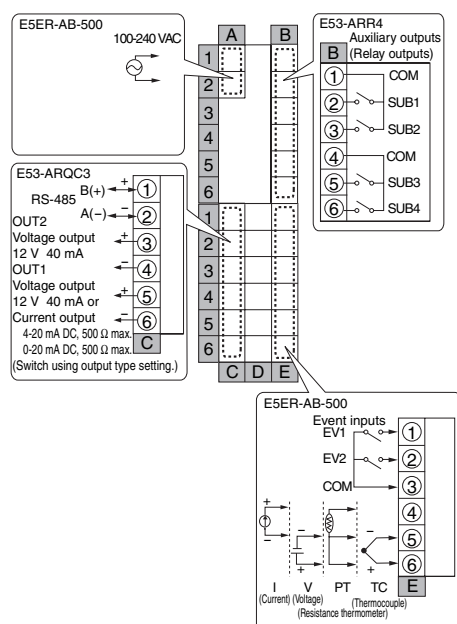 E5ER-AB-500
100-240 VAC
A
B
1
2
3
4
5
6
1
2
3
4
5
6
C D E
E53-ARR4
Auxiliary outputs
(Relay outputs)
B
1 COM
2 SUB1
3 SUB2
4 COM
5 SUB3
6 SUB4
E53-ARQC3
RS-485
B(+) + 1
A(−) − 2
OUT2
Voltage output + 3
12 V 40 mA − 4
OUT1
Voltage output + 5
12 V 40 mA or
Current output − 6
4-20 mA DC, 500 Ω max.
0-20 mA DC, 500 Ω max.
C
(Switch using output type setting.)
E5ER-AB-500
Event inputs
EV1 1
EV2 2
COM 3
4
5
6
E
+ −
− +
− +
I V PT TC
(Current) (Voltage) (Thermocouple)
(Resistance thermometer)